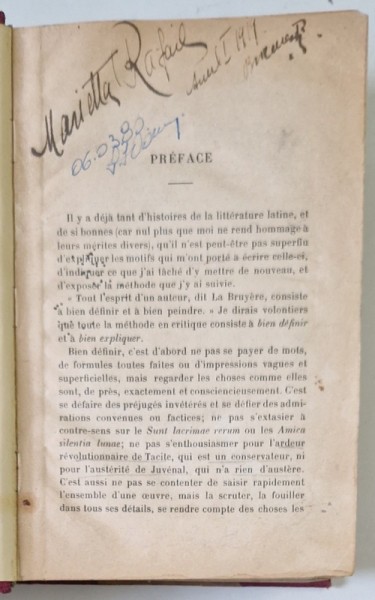 Marietta Rafail
Anul I 1919
București
06.0380
PRÉFACE
Il y a déjà tant d'histoires de la littérature latine, et
de si bonnes (car nul plus que moi ne rend hommage à
leurs mérites divers), qu'il n'est peut-être pas superflu
d'expliquer les motifs qui m'ont porté à écrire celle-ci,
d'indiquer ce que j'ai tâché d'y mettre de nouveau, et
d'exposer la méthode que j'y ai suivie.
« Tout l'esprit d'un auteur, dit La Bruyère, consiste
à bien définir et à bien peindre. » Je dirais volontiers
que toute la méthode en critique consiste à bien définir
et à bien expliquer.
Bien définir, c'est d'abord ne pas se payer de mots,
de formules toutes faites ou d'impressions vagues et
superficielles, mais regarder les choses comme elles
sont, de près, exactement et consciencieusement. C'est
se défaire des préjugés invétérés et se défier des admi-
rations convenues ou factices; ne pas s'extasier à
contre-sens sur le Sunt lacrimae rerum ou les Amica
silentia lunae; ne pas s'enthousiasmer pour l'ardeur
révolutionnaire de Tacite, qui est un conservateur, ni
pour l'austérité de Juvénal, qui n'a rien d'austère.
C'est aussi ne pas se contenter de saisir rapidement
l'ensemble d'une œuvre, mais la scruter, la fouiller
dans tous ses détails, se rendre compte des choses les